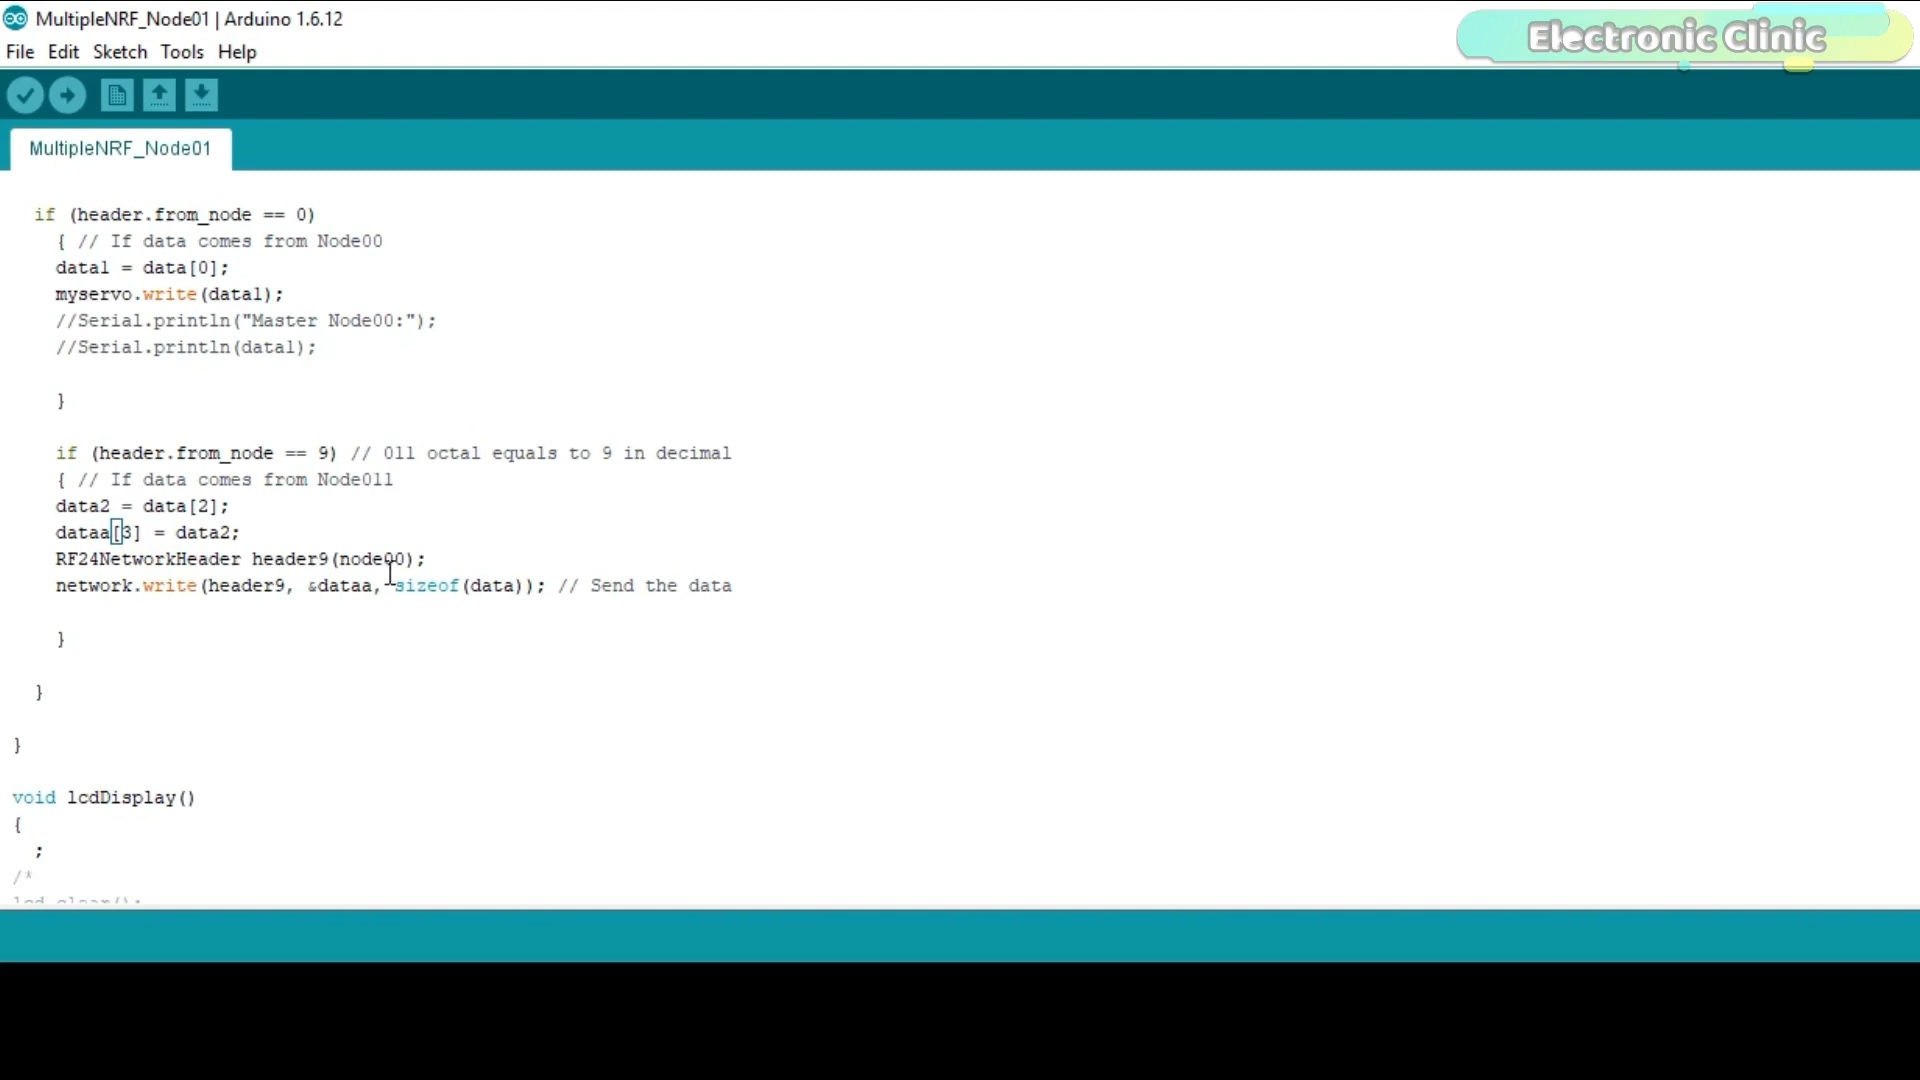 MultipleNRF_Node01 | Arduino 1.6.12
Electronic Clinic
File Edit Sketch Tools Help
MultipleNRF_Node01
if (header.from_node == 0)
{ // If data comes from Node00
data1 = data[0];
myservo.write(data1);
//Serial.println("Master Node00:");
//Serial.println(data1);
}
if (header.from_node == 9) // 011 octal equals to 9 in decimal
{ // If data comes from Node011
data2 = data[2];
dataa[3] = data2;
RF24NetworkHeader header9(node00);
network.write(header9, &dataa, sizeof(data)); // Send the data
}
}
}
void lcdDisplay()
{
;
/*
lcd.clear();